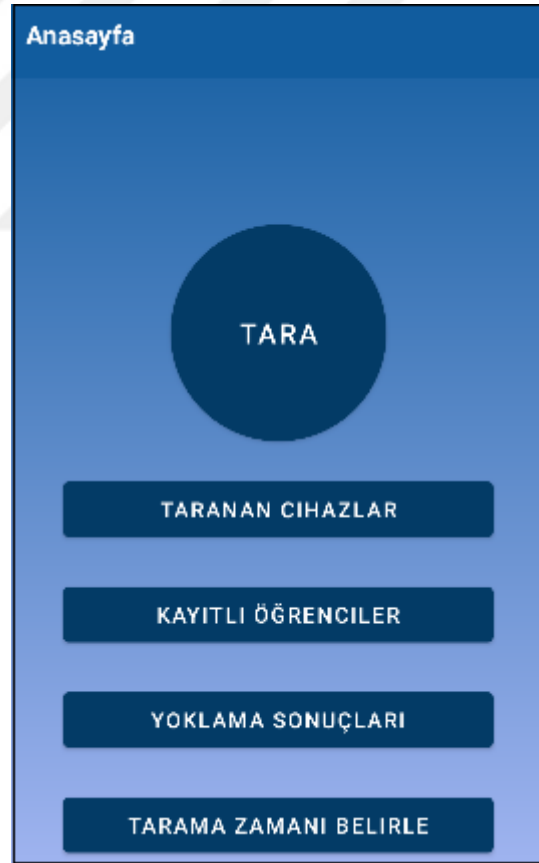 Anasayfa
TARA
TARANAN CIHAZLAR
KAYITLI ÖĞRENCILER
YOKLAMA SONUÇLARI
TARAMA ZAMANI BELIRLE